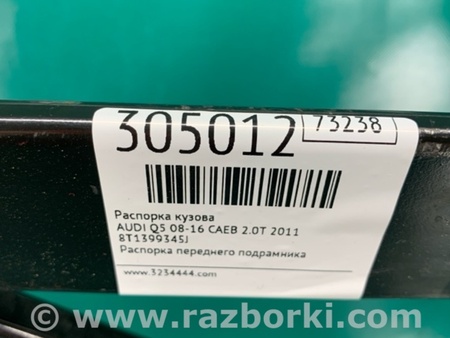 305012 73238
Распорка кузова
AUDI Q5 08-16 CAEB 2.0T 2011
8T1399345J
Распорка переднего подрамника
www.3234444.com
© www.razborki.com